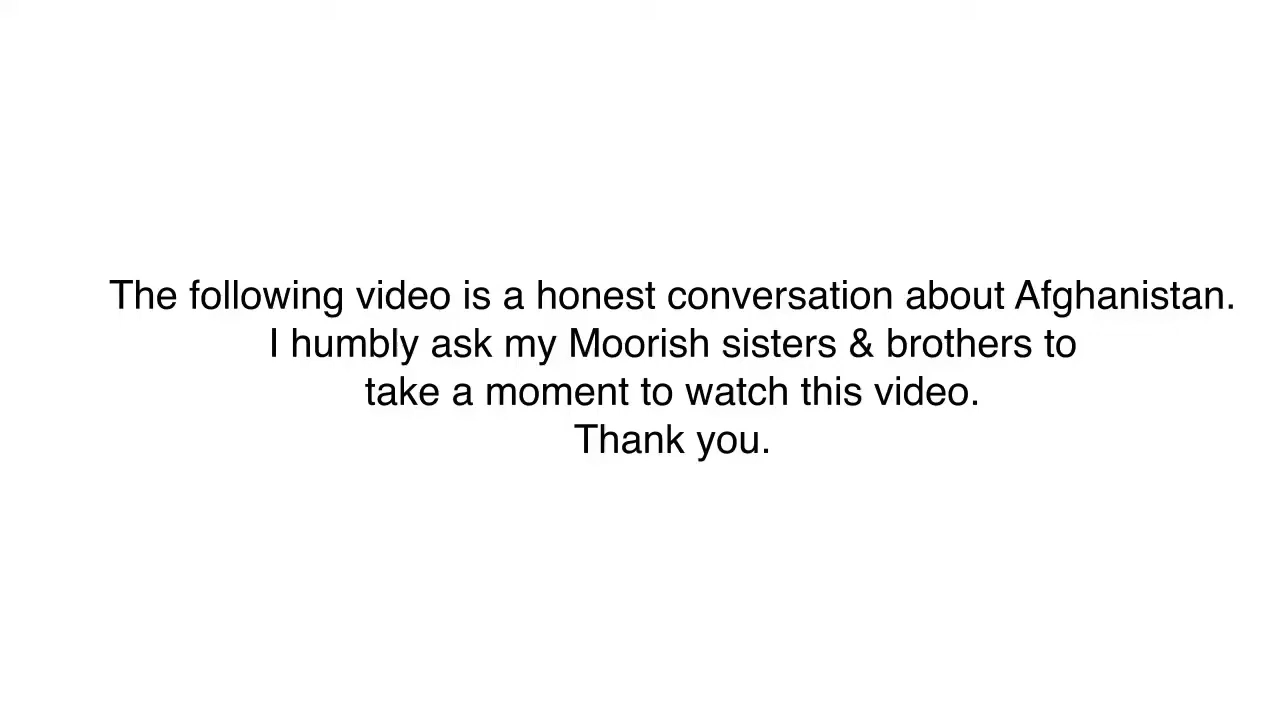 The following video is a honest conversation about Afghanistan.
I humbly ask my Moorish sisters & brothers to
take a moment to watch this video.
Thank you.